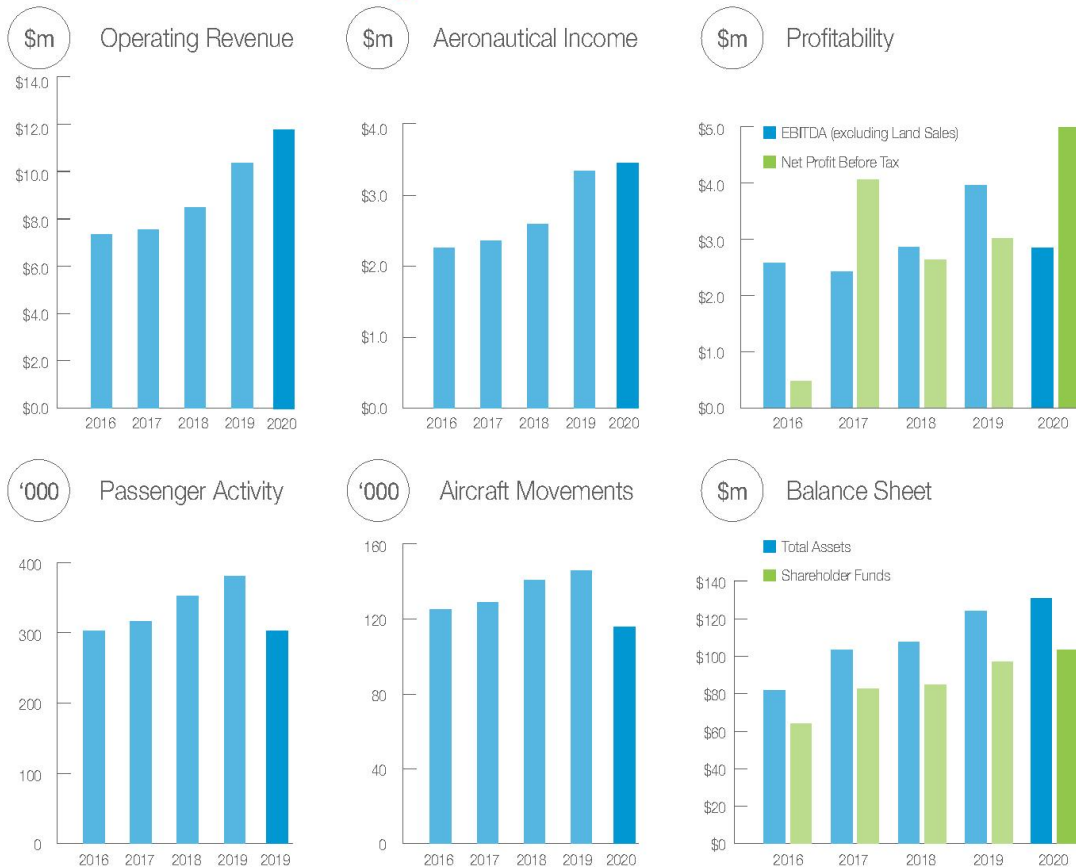 $m Operating Revenue
$14.0
$12.0
$10.0
$8.0
$6.0
$4.0
$2.0
$0.0
2016 2017 2018 2019 2020
$m Aeronautical Income
$4.0
$3.0
$2.0
$1.0
$0.0
2016 2017 2018 2019 2020
$m Profitability
EBITDA (excluding Land Sales)
Net Profit Before Tax
$5.0
$4.0
$3.0
$2.0
$1.0
$0.0
2016 2017 2018 2019 2020
‘000 Passenger Activity
400
300
200
100
0
2016 2017 2018 2019 2019
‘000 Aircraft Movements
160
120
80
40
0
2016 2017 2018 2019 2020
$m Balance Sheet
Total Assets
Shareholder Funds
$140
$120
$100
$80
$60
$40
$20
$0
2016 2017 2018 2019 2020